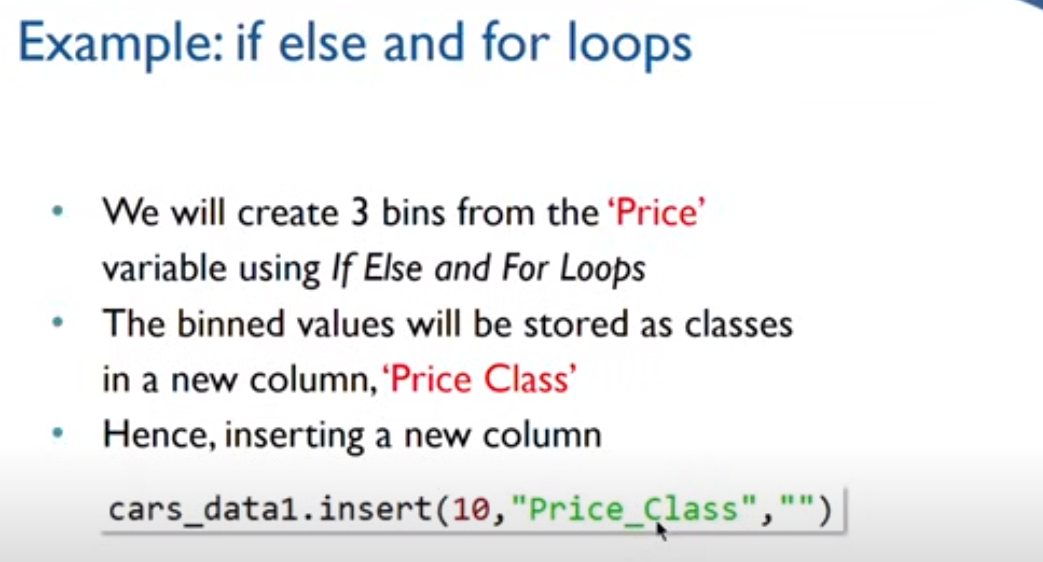 Example: if else and for loops
• We will create 3 bins from the ‘Price’
variable using If Else and For Loops
• The binned values will be stored as classes
in a new column, ‘Price Class’
• Hence, inserting a new column
cars_data1.insert(10,"Price_Class","")